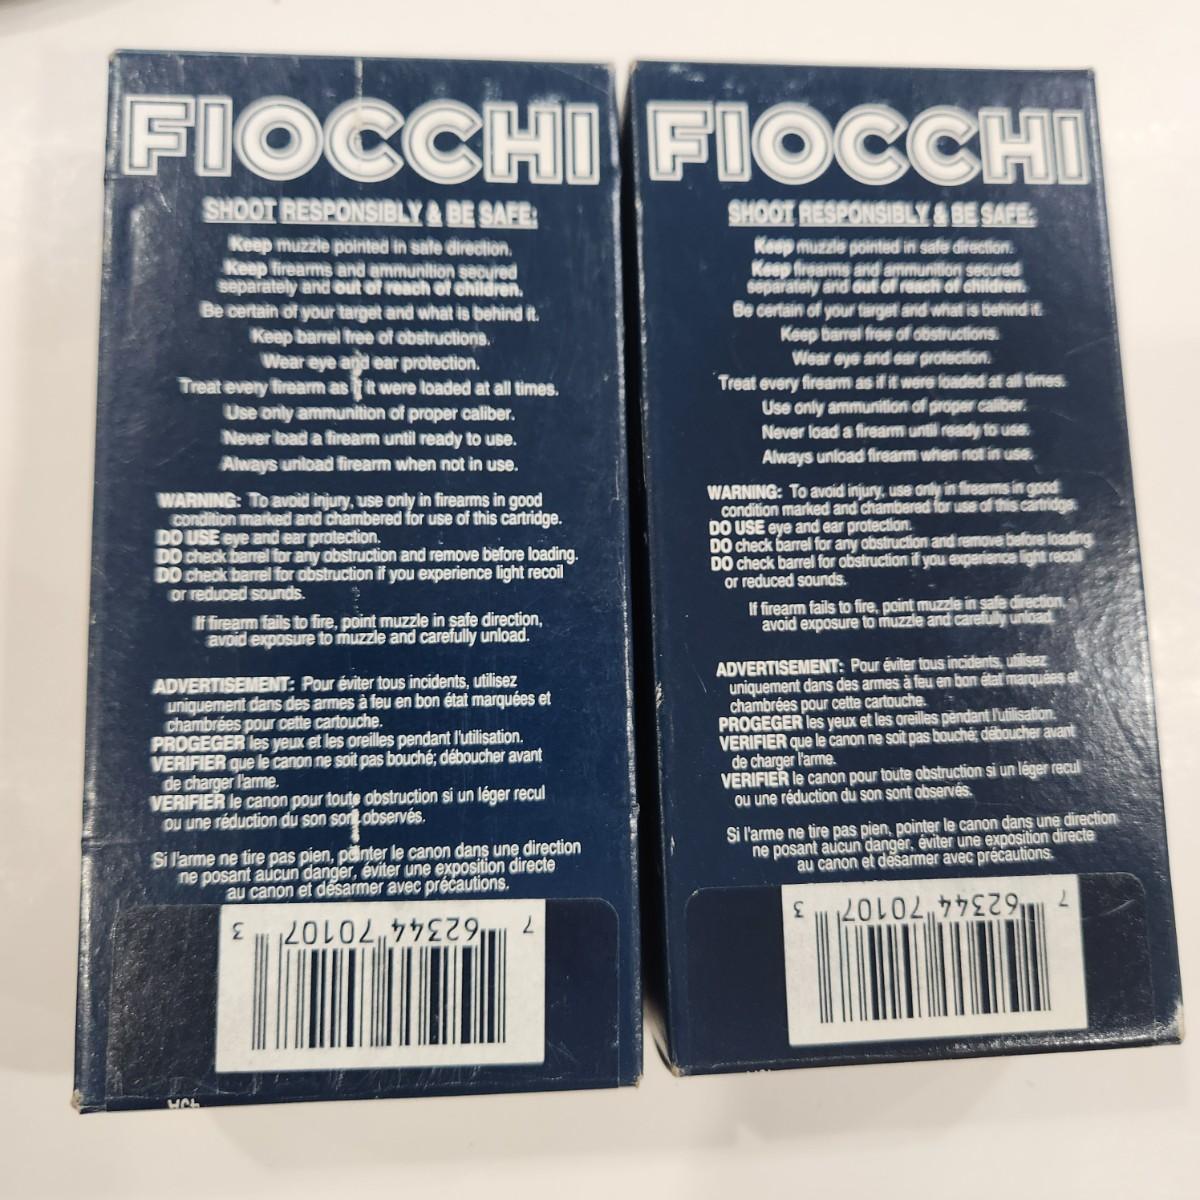 FIOCCHI
SHOOT RESPONSIBLY & BE SAFE:
Keep muzzle pointed in safe direction.
Keep firearms and ammunition secured
separately and out of reach of children.
Be certain of your target and what is behind it.
Keep barrel free of obstructions.
Wear eye and ear protection.
Treat every firearm as if it were loaded at all times.
Use only ammunition of proper caliber.
Never load a firearm until ready to use.
Always unload firearm when not in use.
WARNING: To avoid injury, use only in firearms in good
condition marked and chambered for use of this cartridge.
DO USE eye and ear protection.
DO check barrel for any obstruction and remove before loading.
DO check barrel for obstruction if you experience light recoil
or reduced sounds.
If firearm fails to fire, point muzzle in safe direction,
avoid exposure to muzzle and carefully unload.
ADVERTISEMENT: Pour éviter tous incidents, utilisez
uniquement dans des armes à feu en bon état marquées et
chambrées pour cette cartouche.
PROGEGER les yeux et les oreilles pendant l'utilisation.
VERIFIER que le canon ne soit pas bouché; déboucher avant
de charger l'arme.
VERIFIER le canon pour toute obstruction si un léger recul
ou une réduction du son sont observés.
Si l'arme ne tire pas pien, pointer le canon dans une direction
ne posant aucun danger, éviter une exposition directe
au canon et désarmer avec précautions.
7 62344 70107 3
FIOCCHI
SHOOT RESPONSIBLY & BE SAFE:
Keep muzzle pointed in safe direction.
Keep firearms and ammunition secured
separately and out of reach of children.
Be certain of your target and what is behind it.
Keep barrel free of obstructions.
Wear eye and ear protection.
Treat every firearm as if it were loaded at all times.
Use only ammunition of proper caliber.
Never load a firearm until ready to use.
Always unload firearm when not in use.
WARNING: To avoid injury, use only in firearms in good
condition marked and chambered for use of this cartridge.
DO USE eye and ear protection.
DO check barrel for any obstruction and remove before loading.
DO check barrel for obstruction if you experience light recoil
or reduced sounds.
If firearm fails to fire, point muzzle in safe direction,
avoid exposure to muzzle and carefully unload.
ADVERTISEMENT: Pour éviter tous incidents, utilisez
uniquement dans des armes à feu en bon état marquées et
chambrées pour cette cartouche.
PROGEGER les yeux et les oreilles pendant l'utilisation.
VERIFIER que le canon ne soit pas bouché; déboucher avant
de charger l'arme.
VERIFIER le canon pour toute obstruction si un léger recul
ou une réduction du son sont observés.
Si l'arme ne tire pas pien, pointer le canon dans une direction
ne posant aucun danger, éviter une exposition directe
au canon et désarmer avec précautions.
7 62344 70107 3